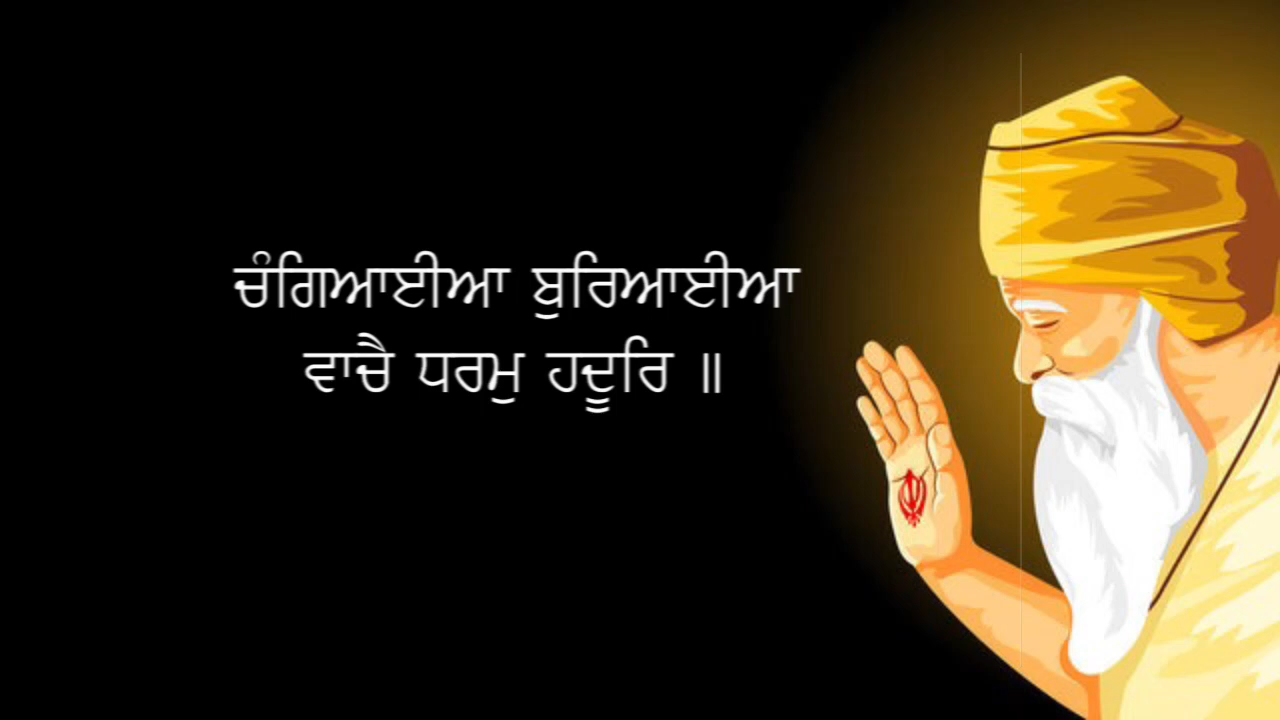 ਚੰਗਿਆਈਆ ਬੁਰਿਆਈਆ
ਵਾਚੈ ਧਰਮੁ ਹਦੂਰਿ ॥